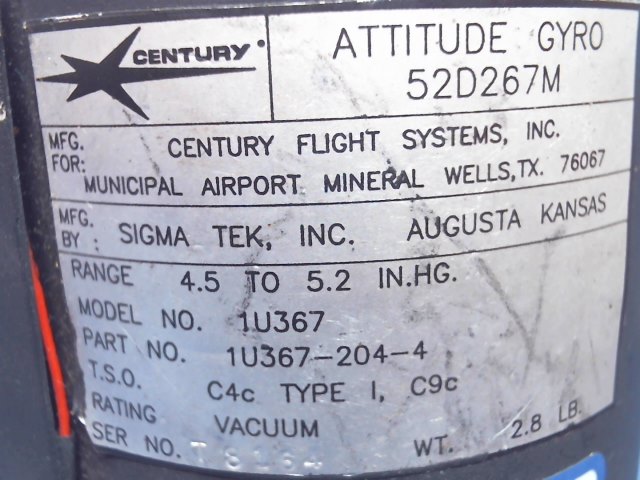 CENTURY
ATTITUDE GYRO
52D267M
MFG. FOR: CENTURY FLIGHT SYSTEMS, INC.
MUNICIPAL AIRPORT MINERAL WELLS, TX. 76067
MFG. BY: SIGMA TEK, INC. AUGUSTA KANSAS
RANGE 4.5 TO 5.2 IN.HG.
MODEL NO. 1U367
PART NO. 1U367-204-4
T.S.O. C4c TYPE I, C9c
RATING VACUUM
SER NO. WT. 2.8 LB.